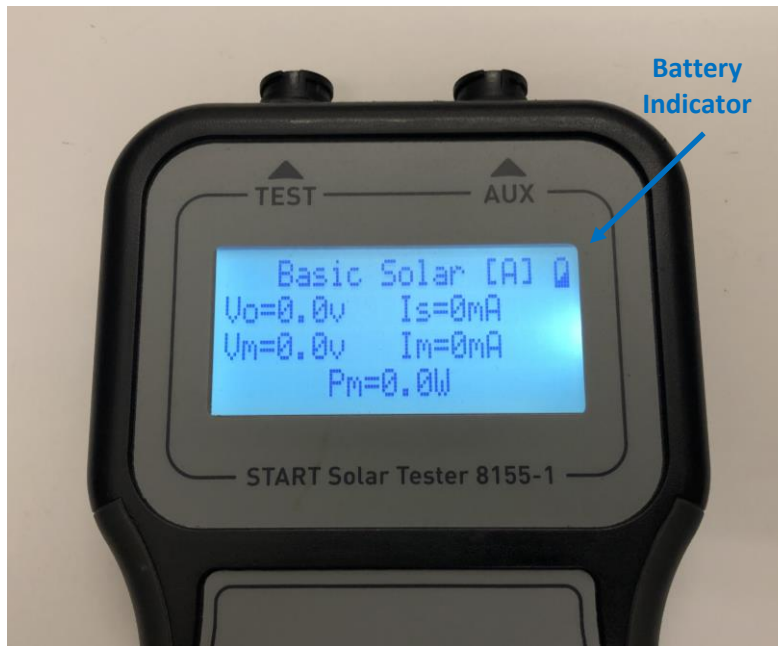 Battery
Indicator
TEST AUX
Basic Solar [A]
Vo=0.0v Is=0mA
Vm=0.0v Im=0mA
Pm=0.0W
START Solar Tester 8155-1